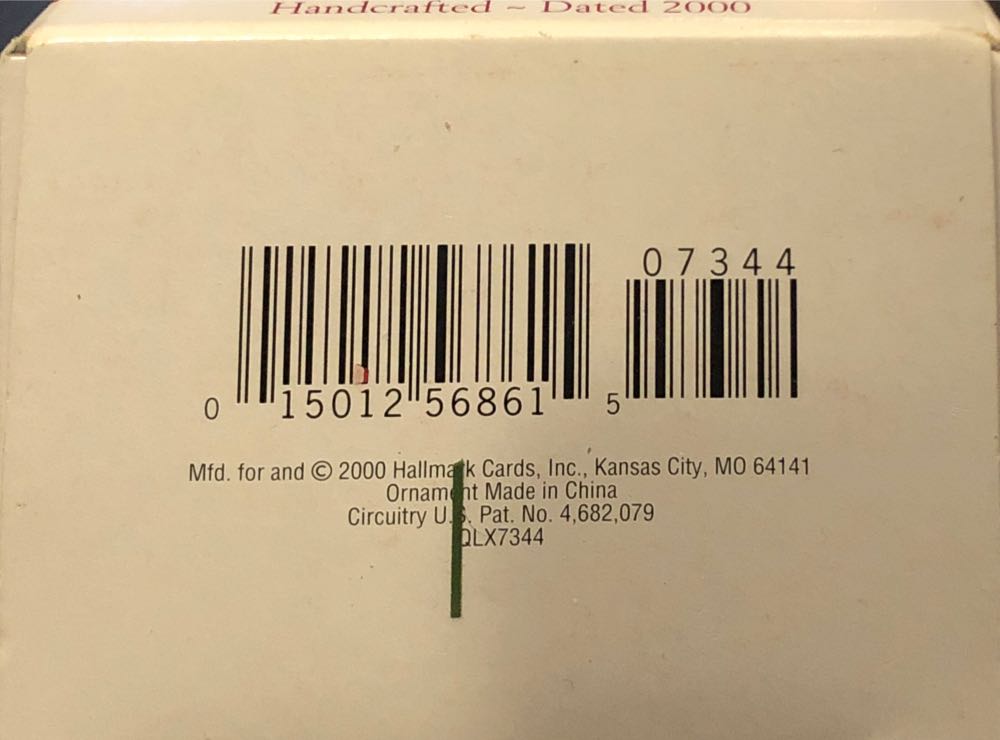 Handcrafted ~ Dated 2000
07344
0 15012 56861 5
Mfd. for and © 2000 Hallmark Cards, Inc., Kansas City, MO 64141
Ornament Made in China
Circuitry U.S. Pat. No. 4,682,079
QLX7344